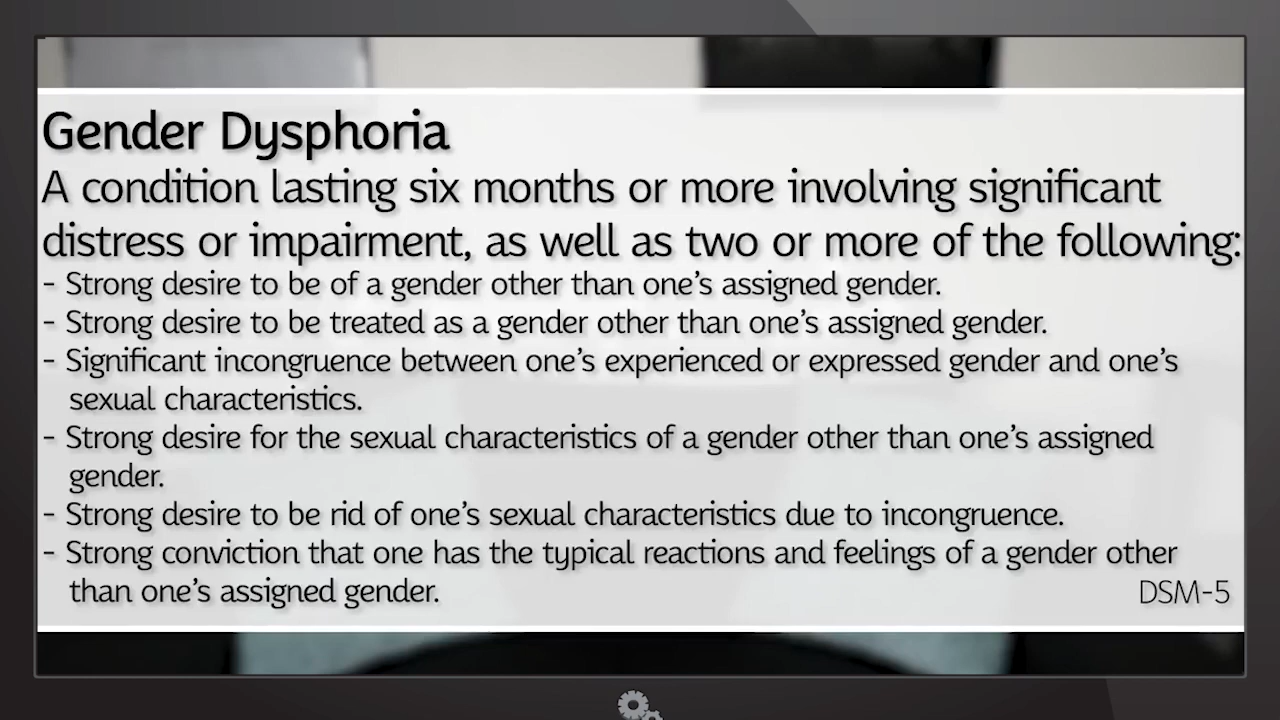 Gender Dysphoria
A condition lasting six months or more involving significant
distress or impairment, as well as two or more of the following:
- Strong desire to be of a gender other than one's assigned gender.
- Strong desire to be treated as a gender other than one's assigned gender.
- Significant incongruence between one's experienced or expressed gender and one's
sexual characteristics.
- Strong desire for the sexual characteristics of a gender other than one's assigned
gender.
- Strong desire to be rid of one's sexual characteristics due to incongruence.
- Strong conviction that one has the typical reactions and feelings of a gender other
than one's assigned gender.
DSM-5